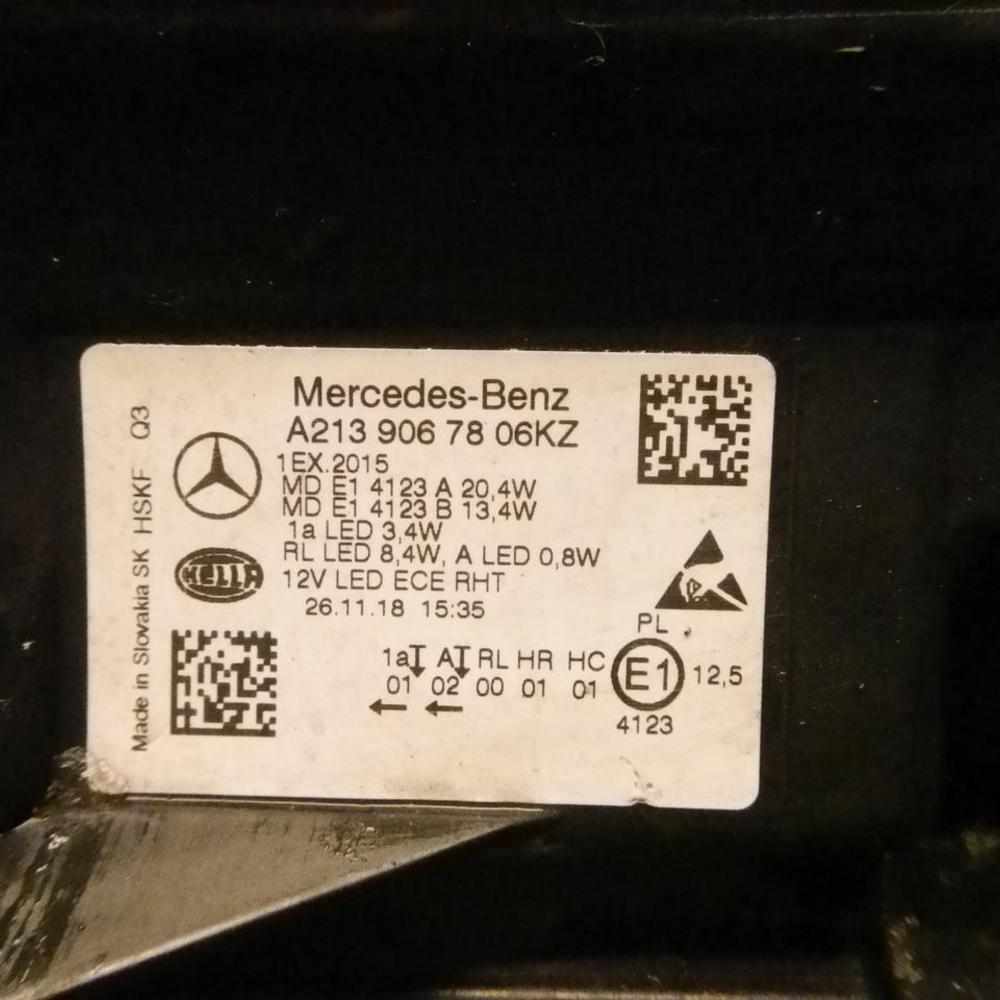 Mercedes-Benz
A213 906 78 06KZ
1EX.2015
MD E1 4123 A 20,4W
MD E1 4123 B 13,4W
1a LED 3,4W
RL LED 8,4W, A LED 0,8W
12V LED ECE RHT
26.11.18 15:35
HELLA
Made in Slovakia SK HSKF Q3
PL
1a A RL HR HC
01 02 00 01 01
E1
12,5
4123